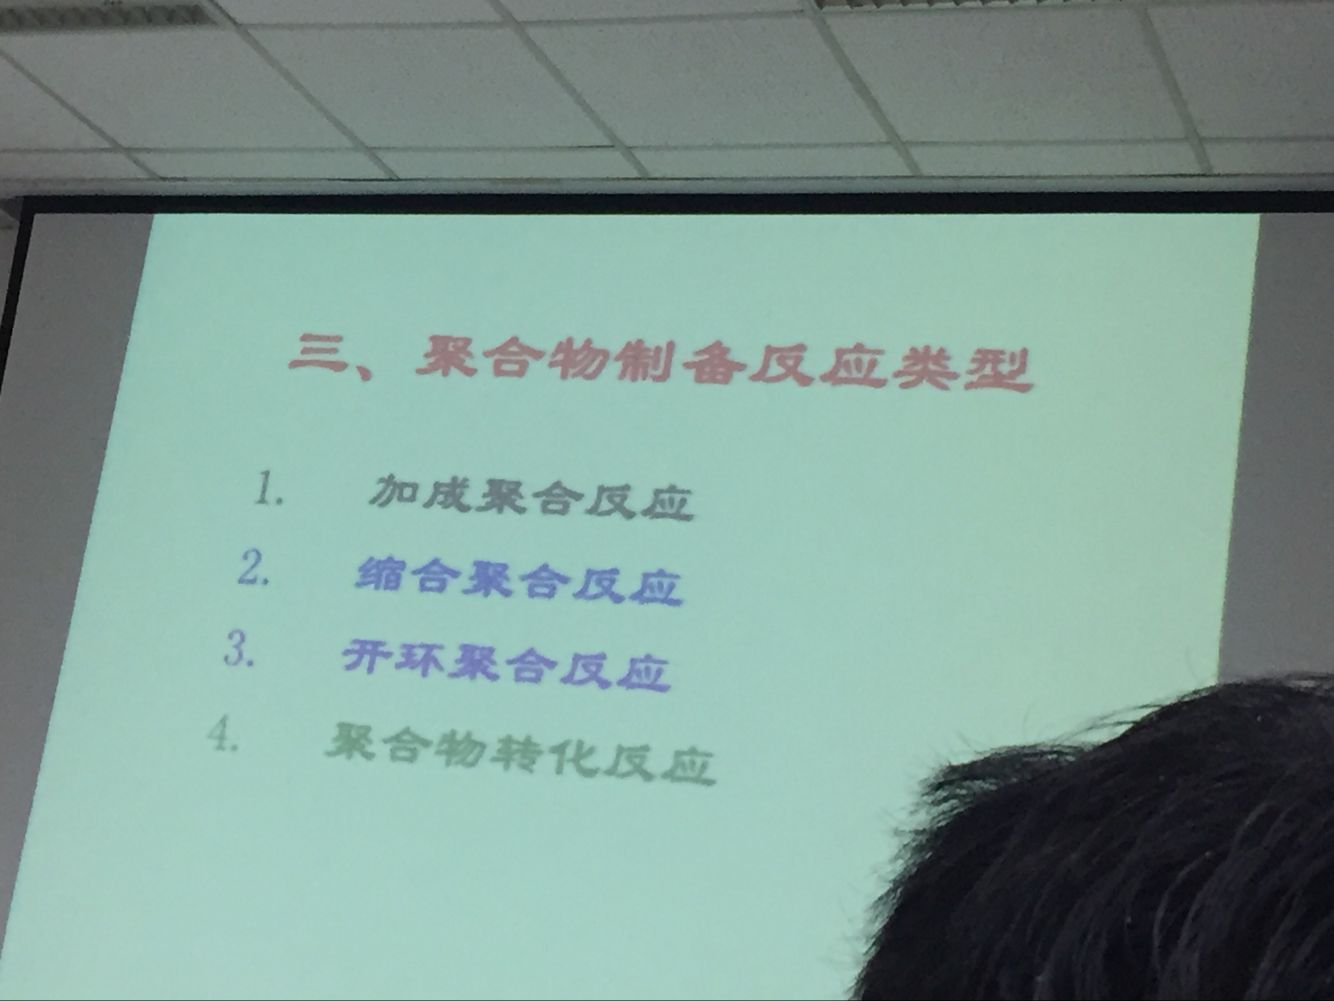 三、聚合物制备反应类型
1. 加成聚合反应
2. 缩合聚合反应
3. 开环聚合反应
4. 聚合物转化反应